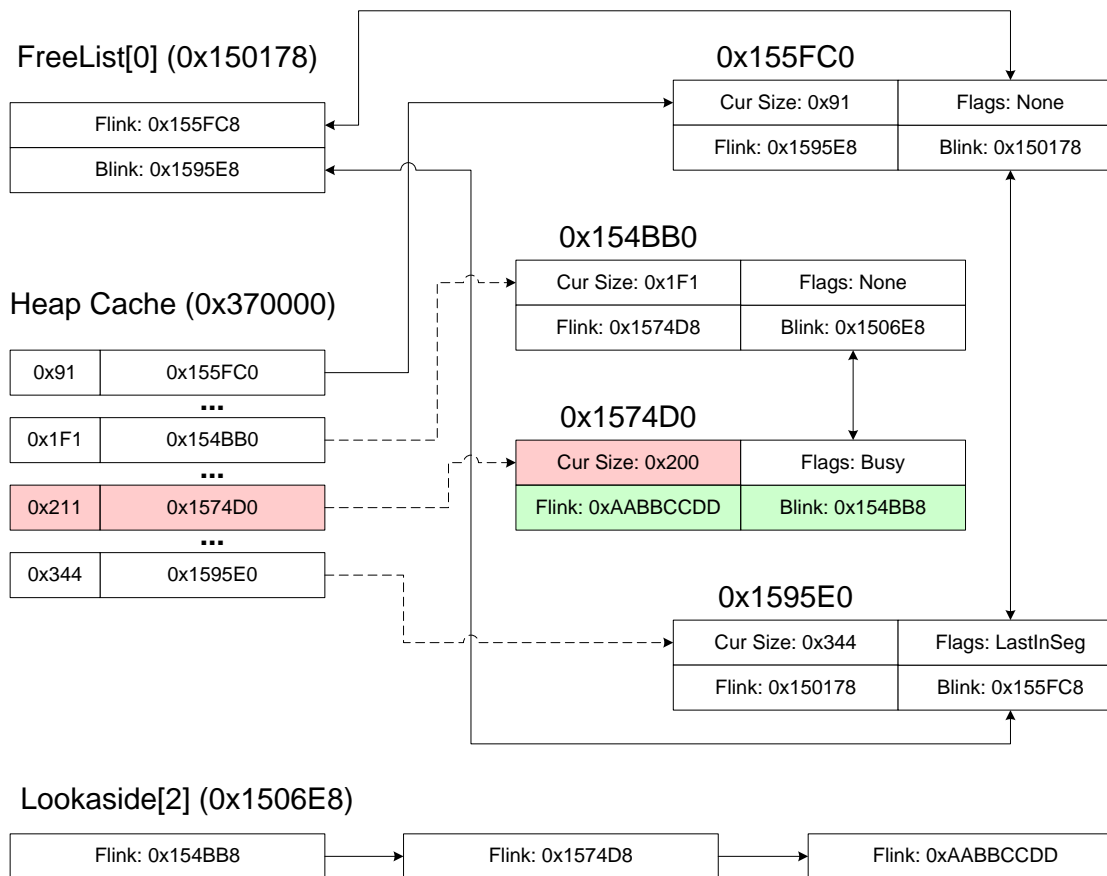 FreeList[0] (0x150178)
Flink: 0x155FC8
Blink: 0x1595E8
0x155FC0
Cur Size: 0x91 Flags: None
Flink: 0x1595E8 Blink: 0x150178
0x154BB0
Cur Size: 0x1F1 Flags: None
Flink: 0x1574D8 Blink: 0x1506E8
Heap Cache (0x370000)
0x91 0x155FC0
...
0x1F1 0x154BB0
...
0x211 0x1574D0
...
0x344 0x1595E0
0x1574D0
Cur Size: 0x200 Flags: Busy
Flink: 0xAABBCCDD Blink: 0x154BB8
0x1595E0
Cur Size: 0x344 Flags: LastInSeg
Flink: 0x150178 Blink: 0x155FC8
Lookaside[2] (0x1506E8)
Flink: 0x154BB8 Flink: 0x1574D8 Flink: 0xAABBCCDD